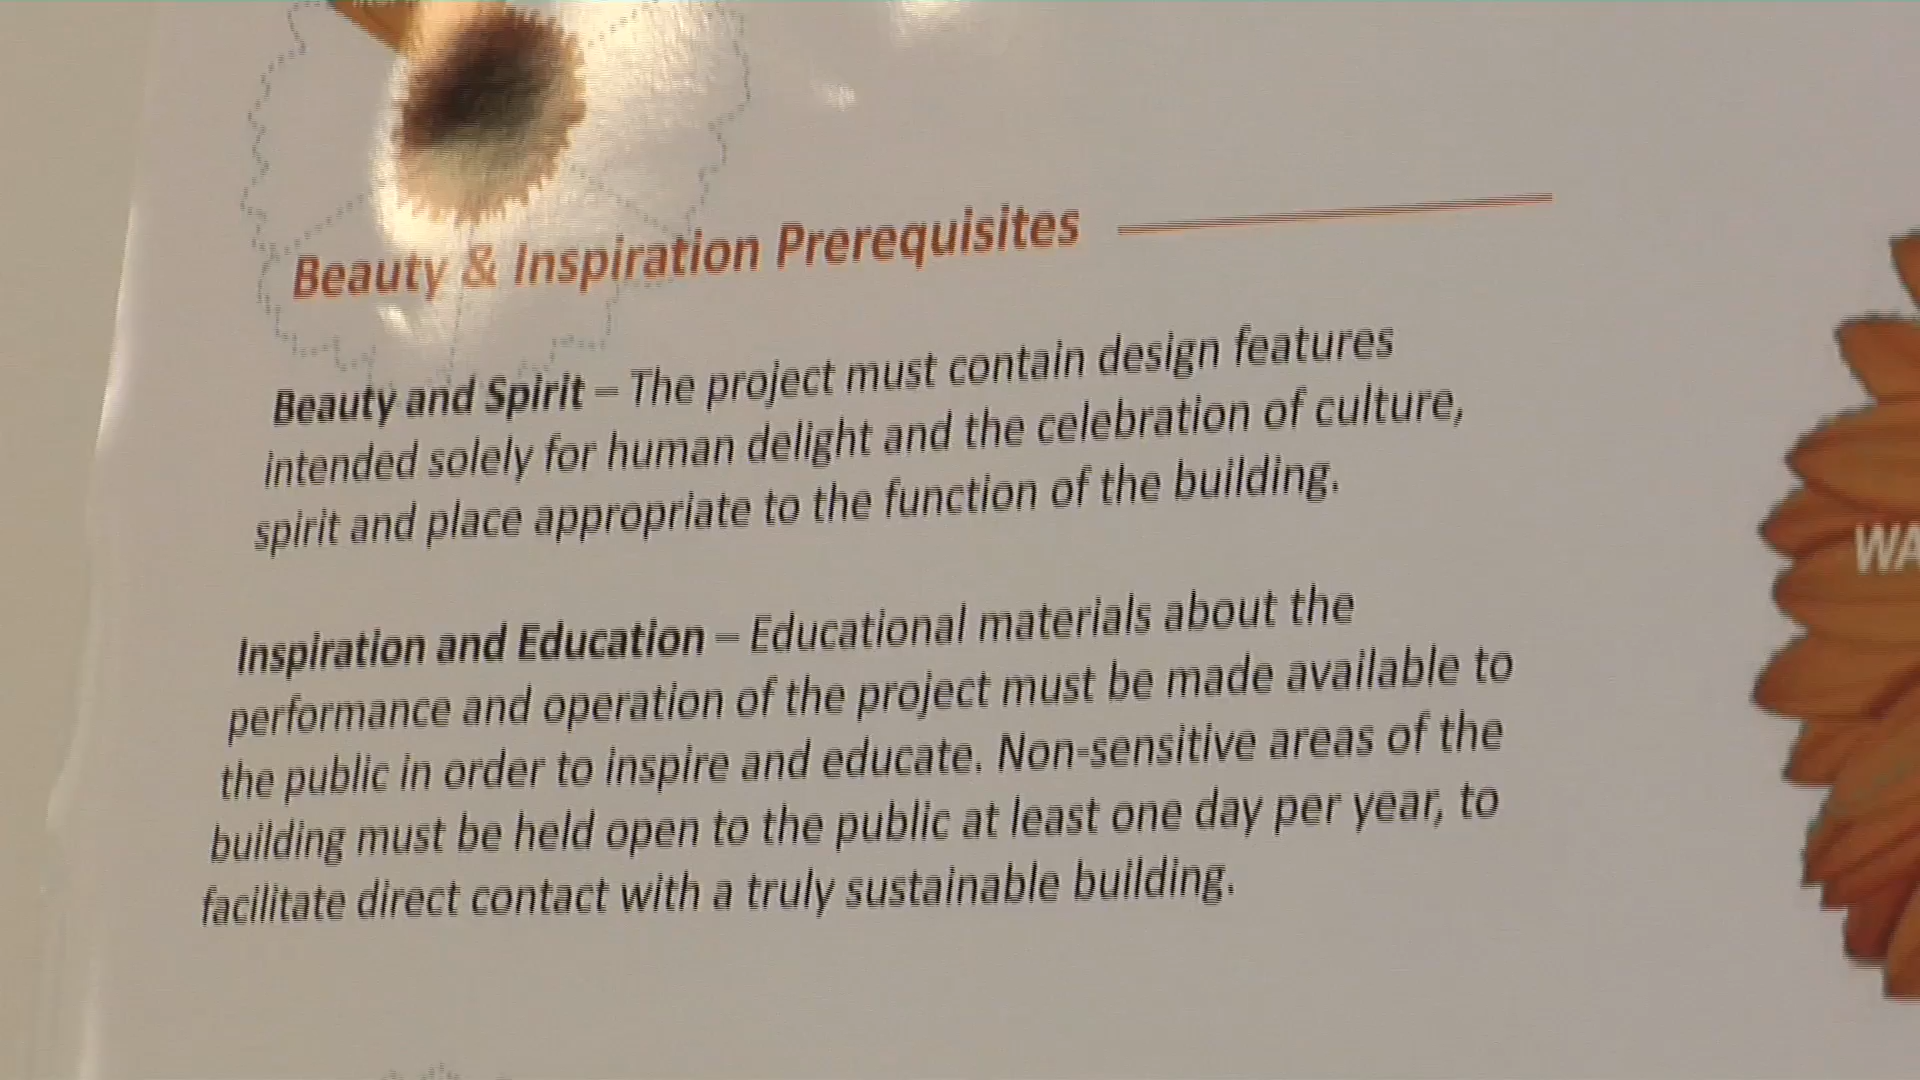 Beauty & Inspiration Prerequisites
Beauty and Spirit – The project must contain design features
intended solely for human delight and the celebration of culture,
spirit and place appropriate to the function of the building.
Inspiration and Education – Educational materials about the
performance and operation of the project must be made available to
the public in order to inspire and educate. Non-sensitive areas of the
building must be held open to the public at least one day per year, to
facilitate direct contact with a truly sustainable building.
WA